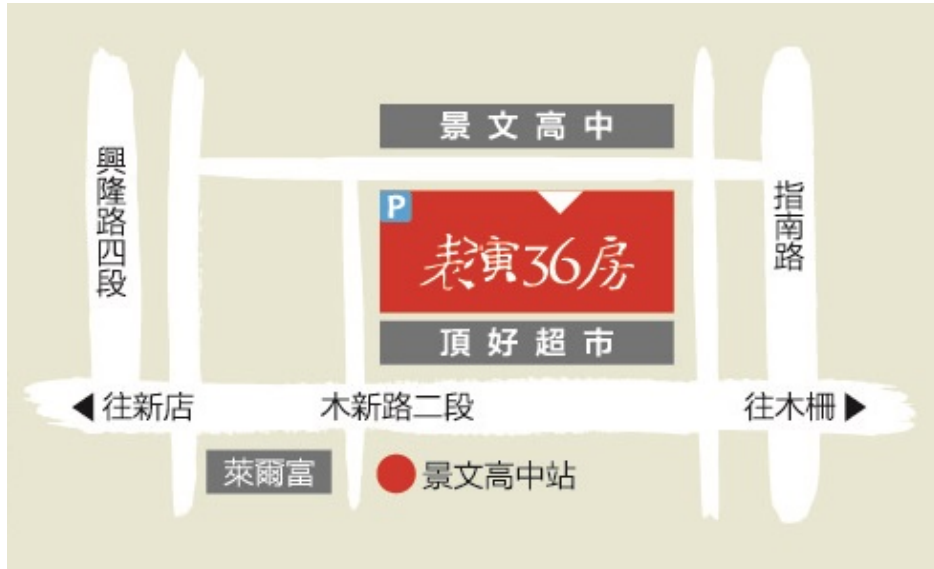 景文高中
興隆路四段
P
指南路
表演36房
頂好超市
往新店
木新路二段
往木柵
萊爾富
景文高中站